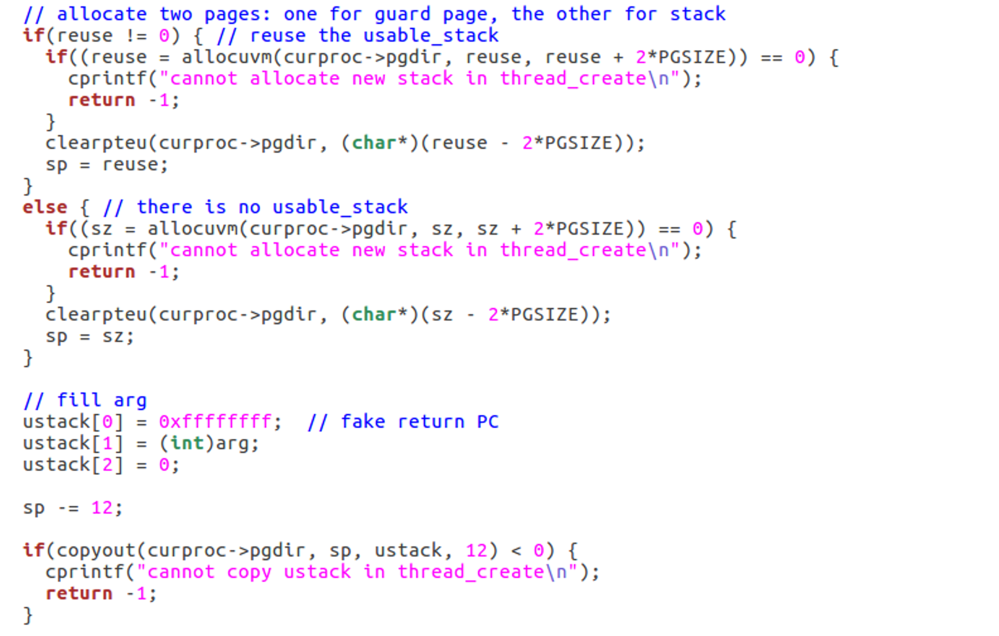 // allocate two pages: one for guard page, the other for stack
if(reuse != 0) { // reuse the usable_stack
  if((reuse = allocuvm(curproc->pgdir, reuse, reuse + 2*PGSIZE)) == 0) {
    cprintf("cannot allocate new stack in thread_create\n");
    return -1;
  }
  clearpteu(curproc->pgdir, (char*)(reuse - 2*PGSIZE));
  sp = reuse;
}
else { // there is no usable_stack
  if((sz = allocuvm(curproc->pgdir, sz, sz + 2*PGSIZE)) == 0) {
    cprintf("cannot allocate new stack in thread_create\n");
    return -1;
  }
  clearpteu(curproc->pgdir, (char*)(sz - 2*PGSIZE));
  sp = sz;
}

// fill arg
ustack[0] = 0xffffffff;  // fake return PC
ustack[1] = (int)arg;
ustack[2] = 0;

sp -= 12;

if(copyout(curproc->pgdir, sp, ustack, 12) < 0) {
  cprintf("cannot copy ustack in thread_create\n");
  return -1;
}